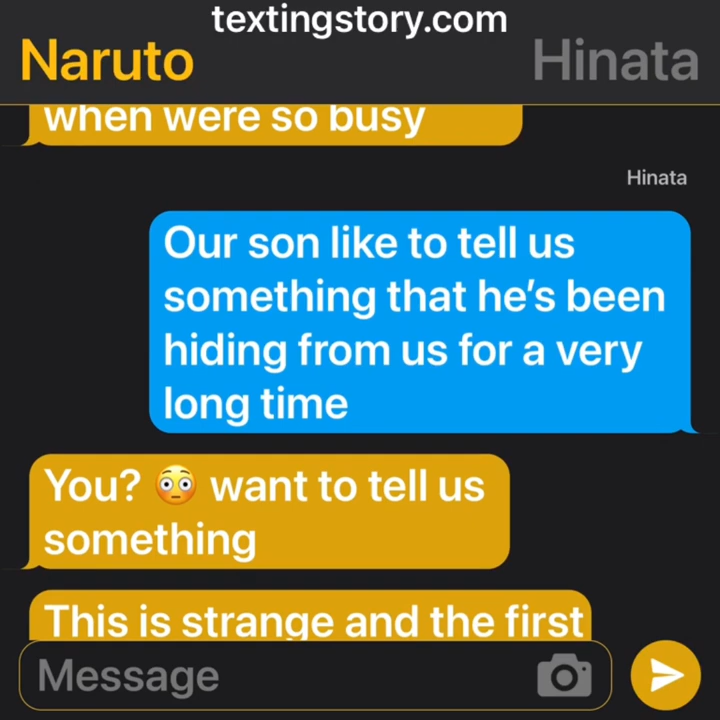 textingstory.com
Naruto
Hinata
when were so busy
Hinata
Our son like to tell us
something that he's been
hiding from us for a very
long time
You? 😳 want to tell us
something
This is strange and the first
Message